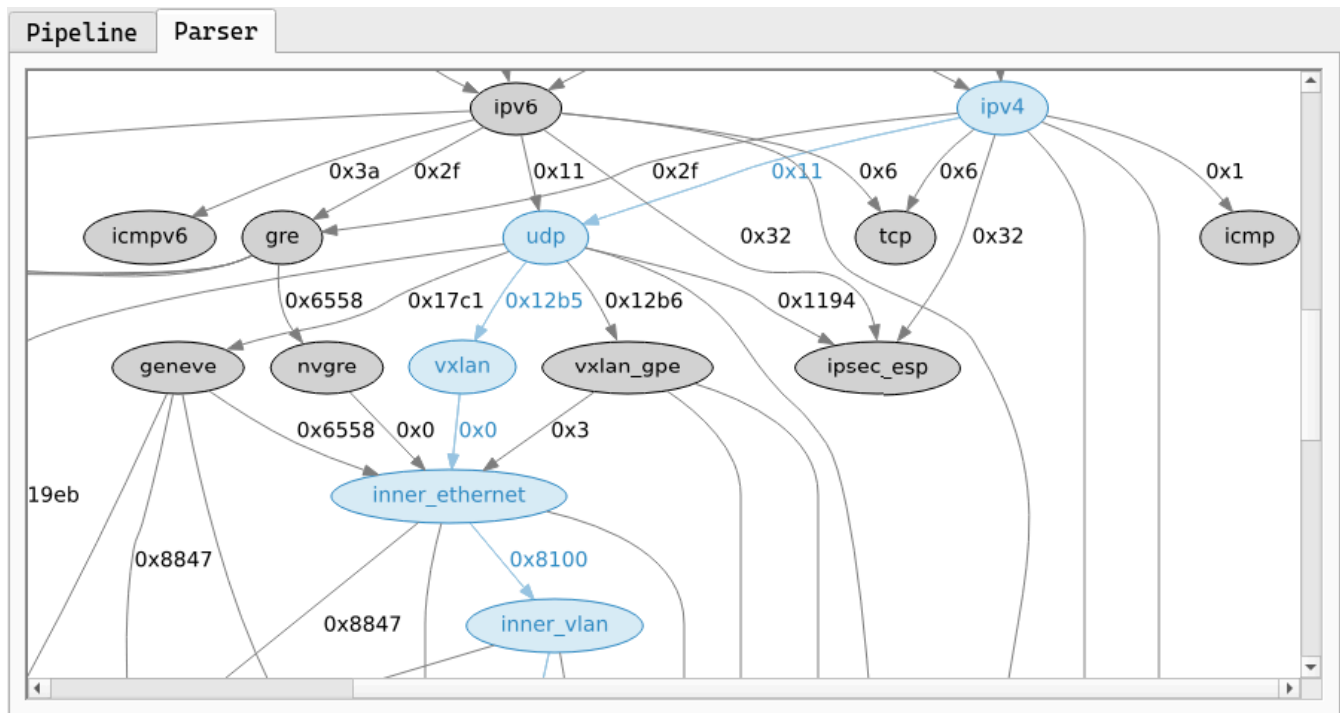 Pipeline Parser
ipv6 ipv4
0x3a 0x2f 0x11 0x2f 0x11 0x6 0x6 0x1
icmpv6 gre udp 0x32 tcp 0x32 icmp
0x6558 0x17c1 0x12b5 0x12b6 0x1194
geneve nvgre vxlan vxlan_gpe ipsec_esp
0x6558 0x0 0x0 0x3
19eb inner_ethernet
0x8847 0x8100
0x8847 inner_vlan